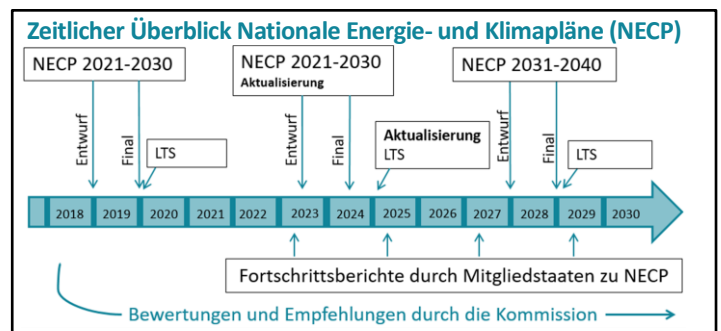 Zeitlicher Überblick Nationale Energie- und Klimapläne (NECP)
NECP 2021-2030
NECP 2021-2030
Aktualisierung
NECP 2031-2040
Entwurf
Final
LTS
Entwurf
Final
Aktualisierung
LTS
Entwurf
Final
LTS
2018 2019 2020 2021 2022 2023 2024 2025 2026 2027 2028 2029 2030
Fortschrittsberichte durch Mitgliedstaaten zu NECP
Bewertungen und Empfehlungen durch die Kommission